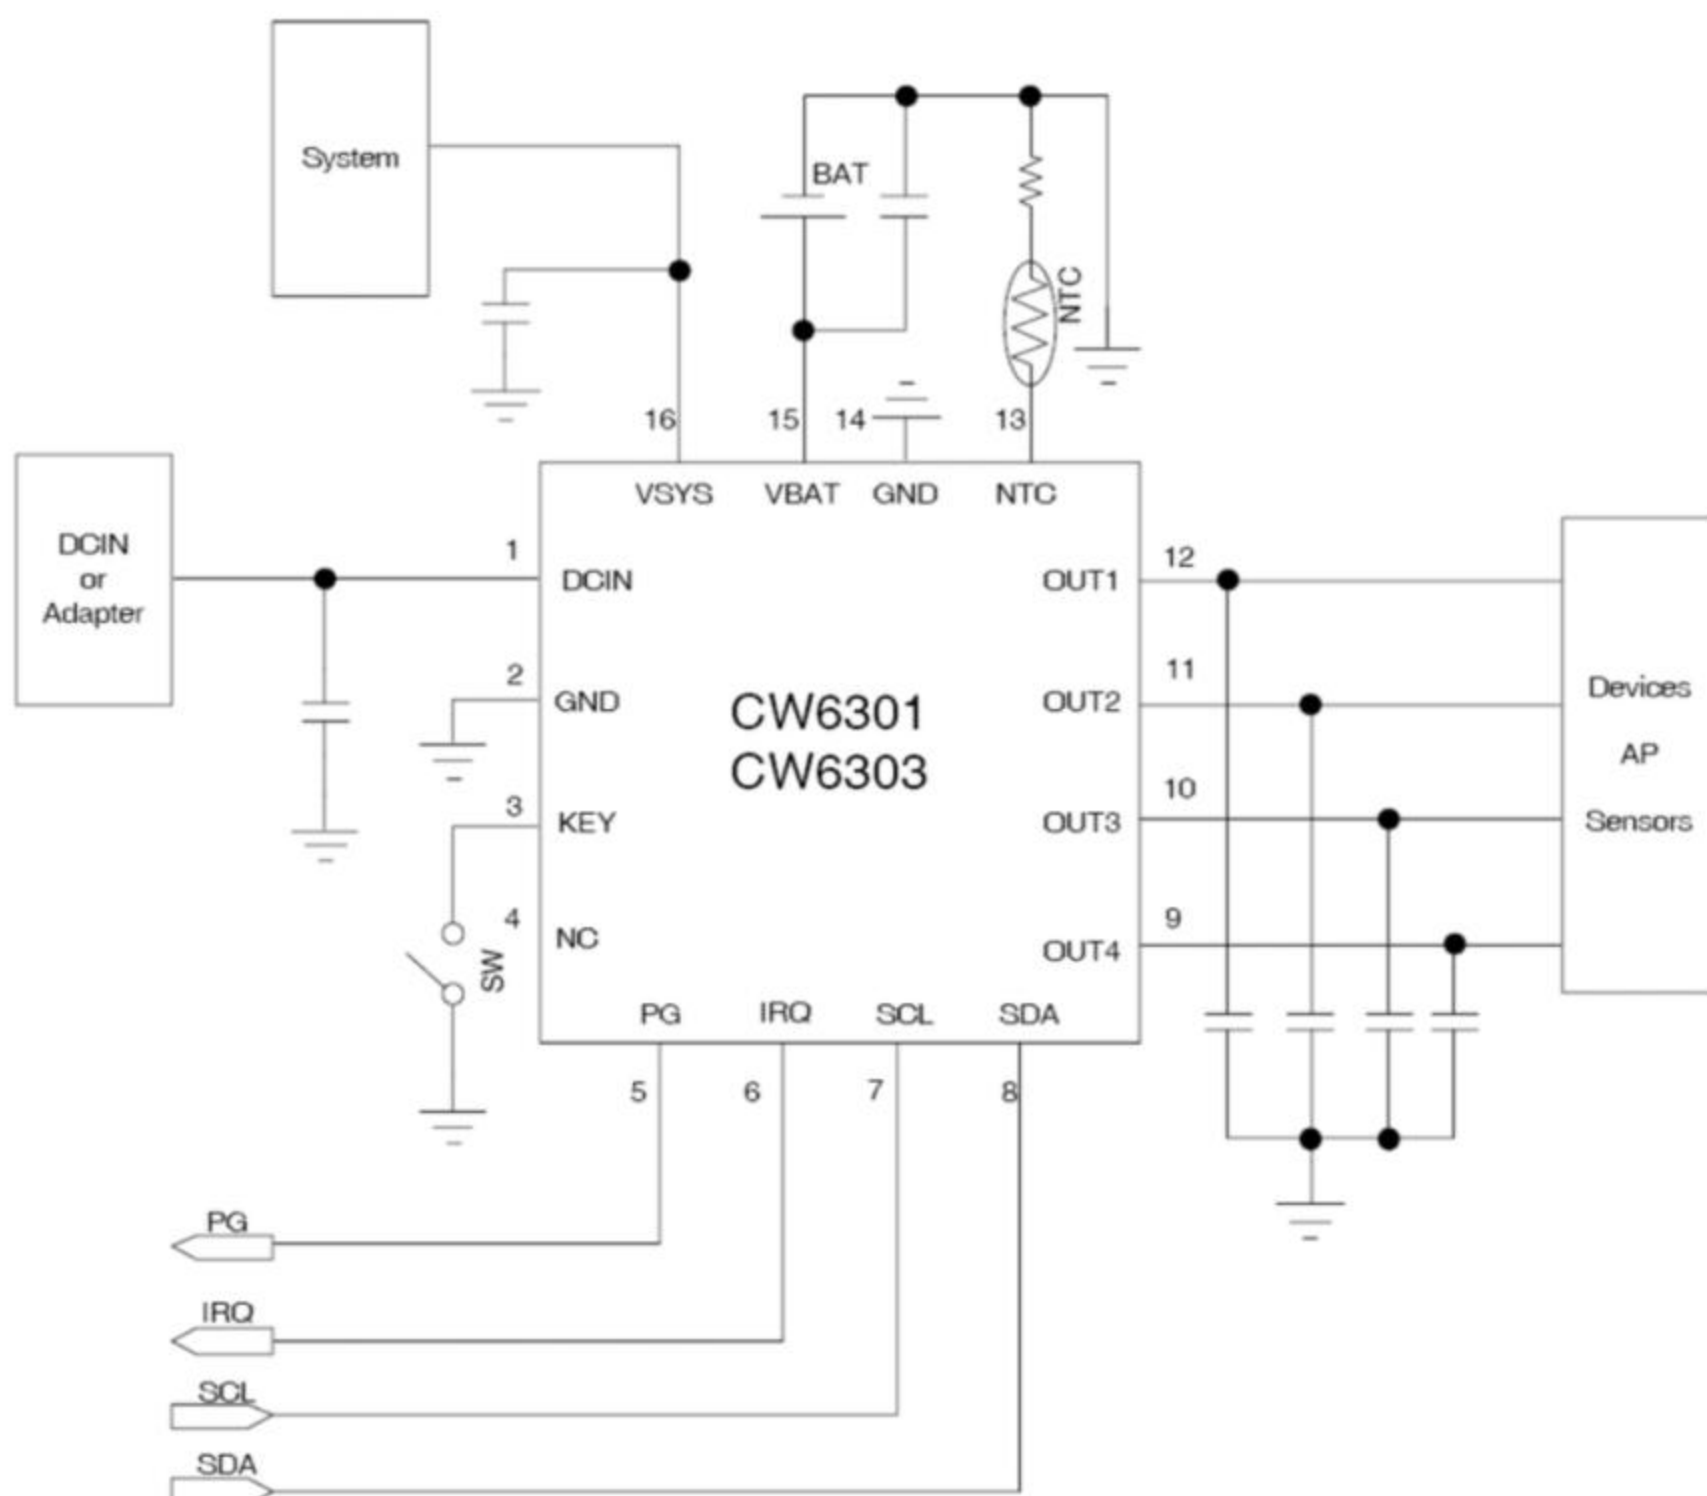 System
BAT
NTC
16
15
14
13
VSYS
VBAT
GND
NTC
DCIN
or
Adapter
1
DCIN
2
GND
3
KEY
4
NC
SW
CW6301
CW6303
12
OUT1
11
OUT2
10
OUT3
9
OUT4
Devices
AP
Sensors
PG
IRQ
SCL
SDA
5
6
7
8
PG
IRQ
SCL
SDA